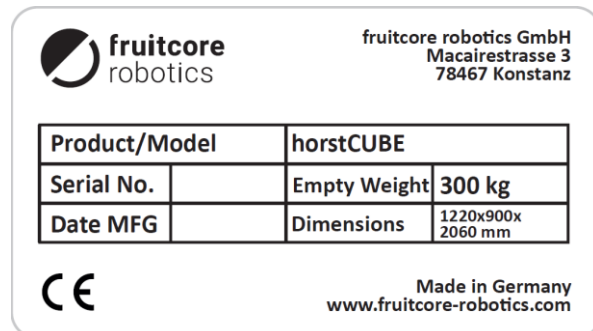 fruitcore
robotics
fruitcore robotics GmbH
Macairestrasse 3
78467 Konstanz
Product/Model horstCUBE
Serial No. Empty Weight 300 kg
Date MFG Dimensions 1220x900x
2060 mm
CE
Made in Germany
www.fruitcore-robotics.com